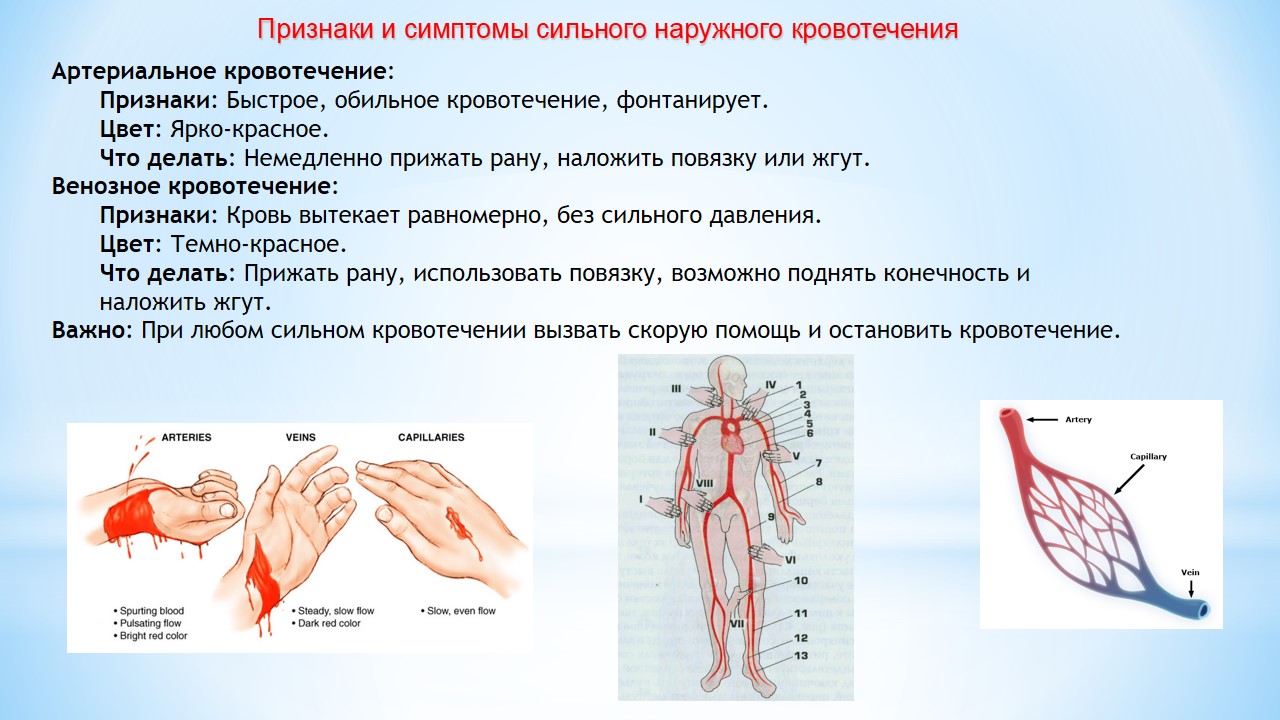 Признаки и симптомы сильного наружного кровотечения
Артериальное кровотечение:
Признаки: Быстрое, обильное кровотечение, фонтанирует.
Цвет: Ярко-красное.
Что делать: Немедленно прижать рану, наложить повязку или жгут.
Венозное кровотечение:
Признаки: Кровь вытекает равномерно, без сильного давления.
Цвет: Темно-красное.
Что делать: Прижать рану, использовать повязку, возможно поднять конечность и
наложить жгут.
Важно: При любом сильном кровотечении вызвать скорую помощь и остановить кровотечение.
ARTERIES
• Spurting blood
• Pulsating flow
• Bright red color
VEINS
• Steady, slow flow
• Dark red color
CAPILLARIES
• Slow, even flow
III
IV
1
2
3
4
5
6
II
V
7
8
VIII
I
9
VI
10
VII
11
12
13
Artery
Capillary
Vein